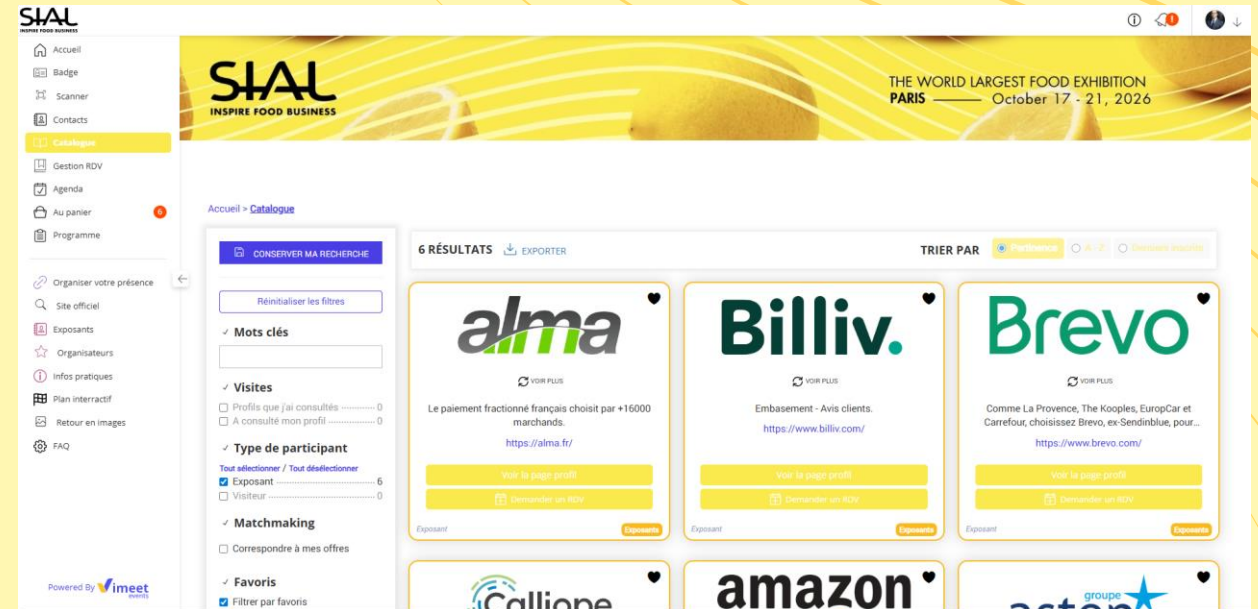 SIAL
INSPIRE FOOD BUSINESS
Accueil
Badge
Scanner
Contacts
Catalogue
Gestion RDV
Agenda
Au panier 6
Programme
Organiser votre présence
Site officiel
Exposants
Organisateurs
Infos pratiques
Plan interractif
Retour en images
FAQ
Powered By Vimeet
events
SIAL
INSPIRE FOOD BUSINESS
THE WORLD LARGEST FOOD EXHIBITION
PARIS October 17 - 21, 2026
Accueil > Catalogue
CONSERVER MA RECHERCHE
Réinitialiser les filtres
Mots clés
Visites
Profils que j'ai consultés 0
A consulté mon profil 0
Type de participant
Tout sélectionner / Tout désélectionner
Exposant 6
Visiteur 0
Matchmaking
Correspondre à mes offres
Favoris
Filtrer par favoris
6 RÉSULTATS EXPORTER
TRIER PAR Pertinence A - Z Derniers inscrits
alma
VOIR PLUS
Le paiement fractionné français choisit par +16000
marchands.
https://alma.fr/
Voir la page profil
Demander un RDV
Exposant Exposants
Billiv.
VOIR PLUS
Embasement - Avis clients.
https://www.billiv.com/
Voir la page profil
Demander un RDV
Exposant Exposants
Brevo
VOIR PLUS
Comme La Provence, The Kooples, EuropCar et
Carrefour, choisissez Brevo, ex-Sendinblue, pour...
https://www.brevo.com/
Voir la page profil
Demander un RDV
Exposant Exposants
Calliope
amazon
groupe